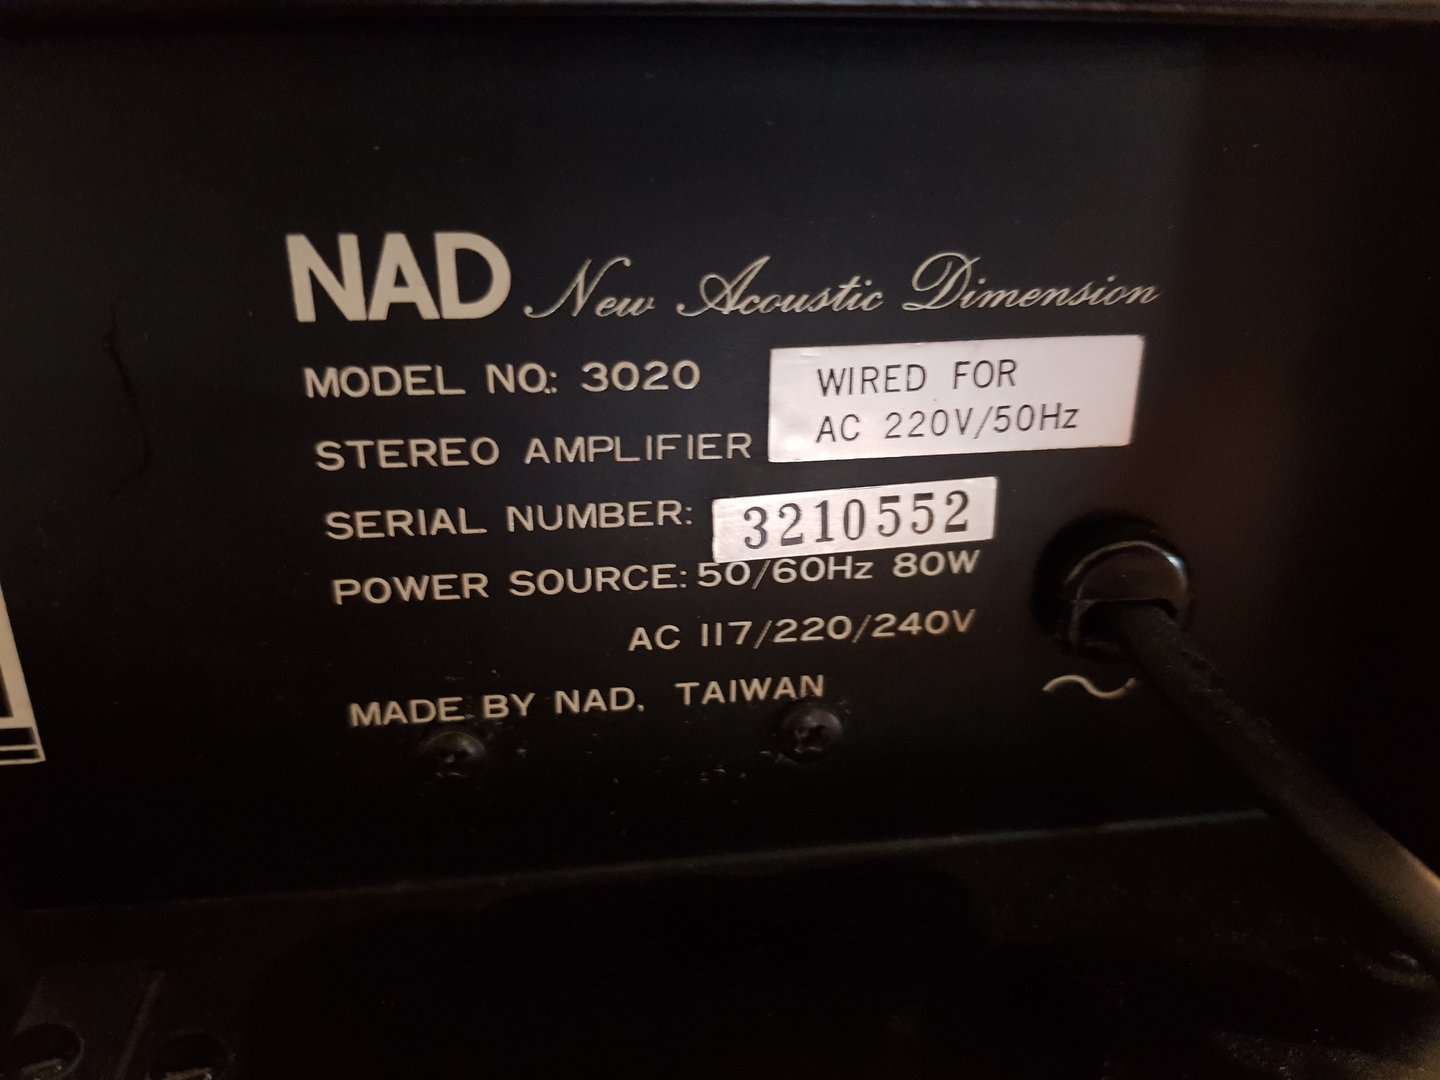 NAD New Acoustic Dimension
MODEL NO.: 3020
WIRED FOR
AC 220V/50Hz
STEREO AMPLIFIER
SERIAL NUMBER: 3210552
POWER SOURCE: 50/60Hz 80W
AC 117/220/240V
MADE BY NAD. TAIWAN
~